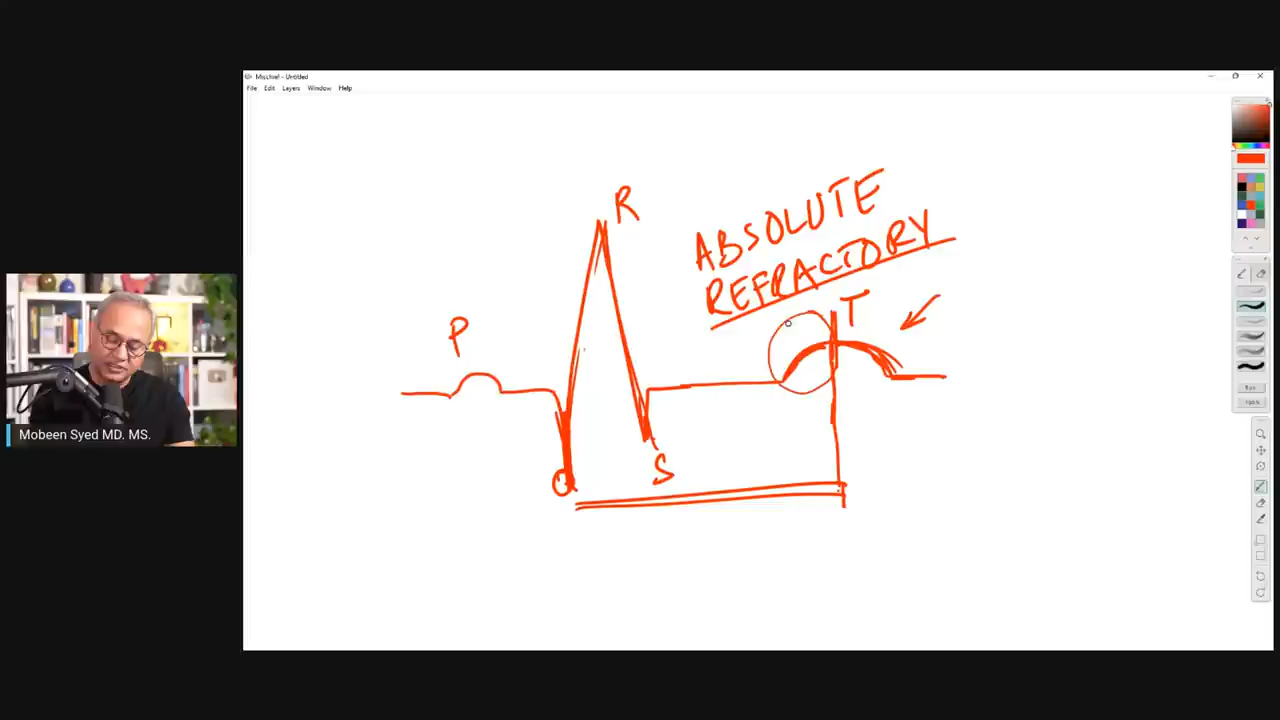 Mischief - Untitled
File Edit Layers Window Help
R
ABSOLUTE
REFRACTORY
T
P
Mobeen Syed MD. MS.
S
Q